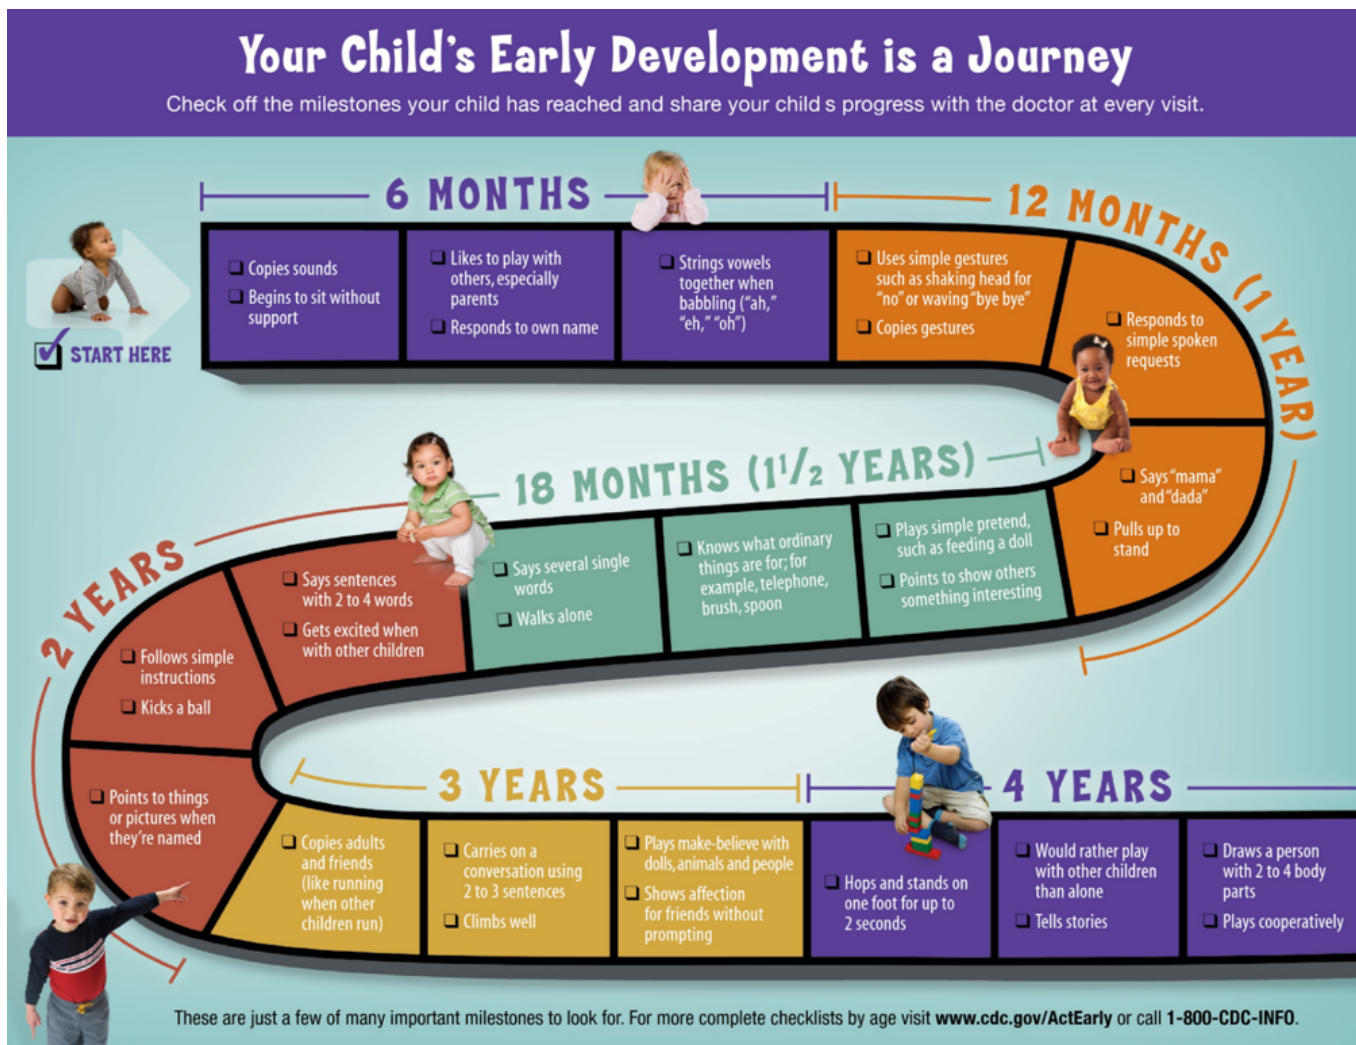 Your Child's Early Development is a Journey
Check off the milestones your child has reached and share your child s progress with the doctor at every visit.
START HERE
6 MONTHS
Copies sounds
Begins to sit without
support
Likes to play with
others, especially
parents
Responds to own name
Strings vowels
together when
babbling ("ah,"
"eh," "oh")
12 MONTHS (1 YEAR)
Uses simple gestures
such as shaking head for
"no" or waving "bye bye"
Copies gestures
Responds to
simple spoken
requests
Says "mama"
and "dada"
Pulls up to
stand
18 MONTHS (1 1/2 YEARS)
Plays simple pretend,
such as feeding a doll
Points to show others
something interesting
Knows what ordinary
things are for; for
example, telephone,
brush, spoon
Says several single
words
Walks alone
2 YEARS
Says sentences
with 2 to 4 words
Gets excited when
with other children
Follows simple
instructions
Kicks a ball
Points to things
or pictures when
they're named
3 YEARS
Copies adults
and friends
(like running
when other
children run)
Carries on a
conversation using
2 to 3 sentences
Climbs well
Plays make-believe with
dolls, animals and people
Shows affection
for friends without
prompting
4 YEARS
Hops and stands on
one foot for up to
2 seconds
Would rather play
with other children
than alone
Tells stories
Draws a person
with 2 to 4 body
parts
Plays cooperatively
These are just a few of many important milestones to look for. For more complete checklists by age visit www.cdc.gov/ActEarly or call 1-800-CDC-INFO.